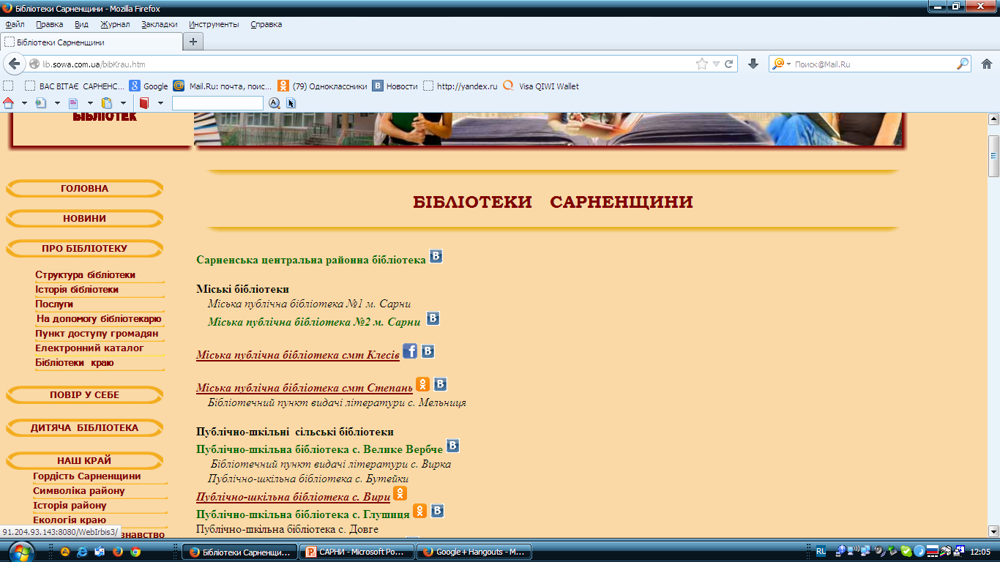 Бібліотеки Сарненщини - Mozilla Firefox
Файл Правка Вид Журнал Закладки Инструменты Справка
Бібліотеки Сарненщини
lib.sowa.com.ua/bibKrau.htm
Поиск@Mail.Ru
ВАС ВІТАЄ САРНЕНС... Google Mail.Ru: почта, поис... (79) Одноклассники Новости http://yandex.ru Visa QIWI Wallet
БІБЛІОТЕК
ГОЛОВНА
НОВИНИ
ПРО БІБЛІОТЕКУ
Структура бібліотеки
Історія бібліотеки
Послуги
На допомогу бібліотекарю
Пункт доступу громадян
Електронний каталог
Бібліотеки краю
ПОВІР У СЕБЕ
ДИТЯЧА БІБЛІОТЕКА
НАШ КРАЙ
Гордість Сарненщини
Символіка району
Історія району
Екологія краю
знавство
БІБЛІОТЕКИ САРНЕНЩИНИ
Сарненська центральна районна бібліотека
Міські бібліотеки
Міська публічна бібліотека №1 м. Сарни
Міська публічна бібліотека №2 м. Сарни
Міська публічна бібліотека смт Клесів
Міська публічна бібліотека смт Степань
Бібліотечний пункт видачі літератури с. Мельниця
Публічно-шкільні сільські бібліотеки
Публічно-шкільна бібліотека с. Велике Вербче
Бібліотечний пункт видачі літератури с. Вирка
Публічно-шкільна бібліотека с. Бутейки
Публічно-шкільна бібліотека с. Вири
Публічно-шкільна бібліотека с. Глушиця
Публічно-шкільна бібліотека с. Довге
91.204.93.143:8080/WebIrbis3/
Бібліотеки Сарненщи... САРНИ - Microsoft Po... Google+ Hangouts - M...
RL
12:05